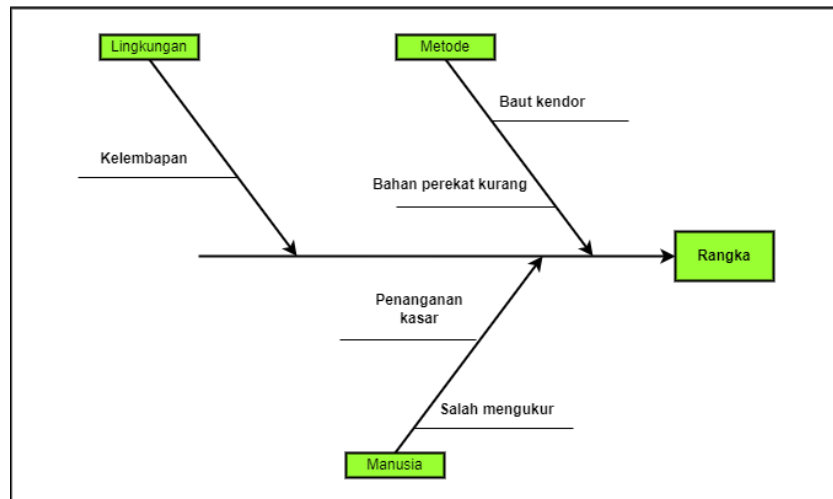 Lingkungan
Metode
Baut kendor
Kelembapan
Bahan perekat kurang
Rangka
Penanganan
kasar
Salah mengukur
Manusia